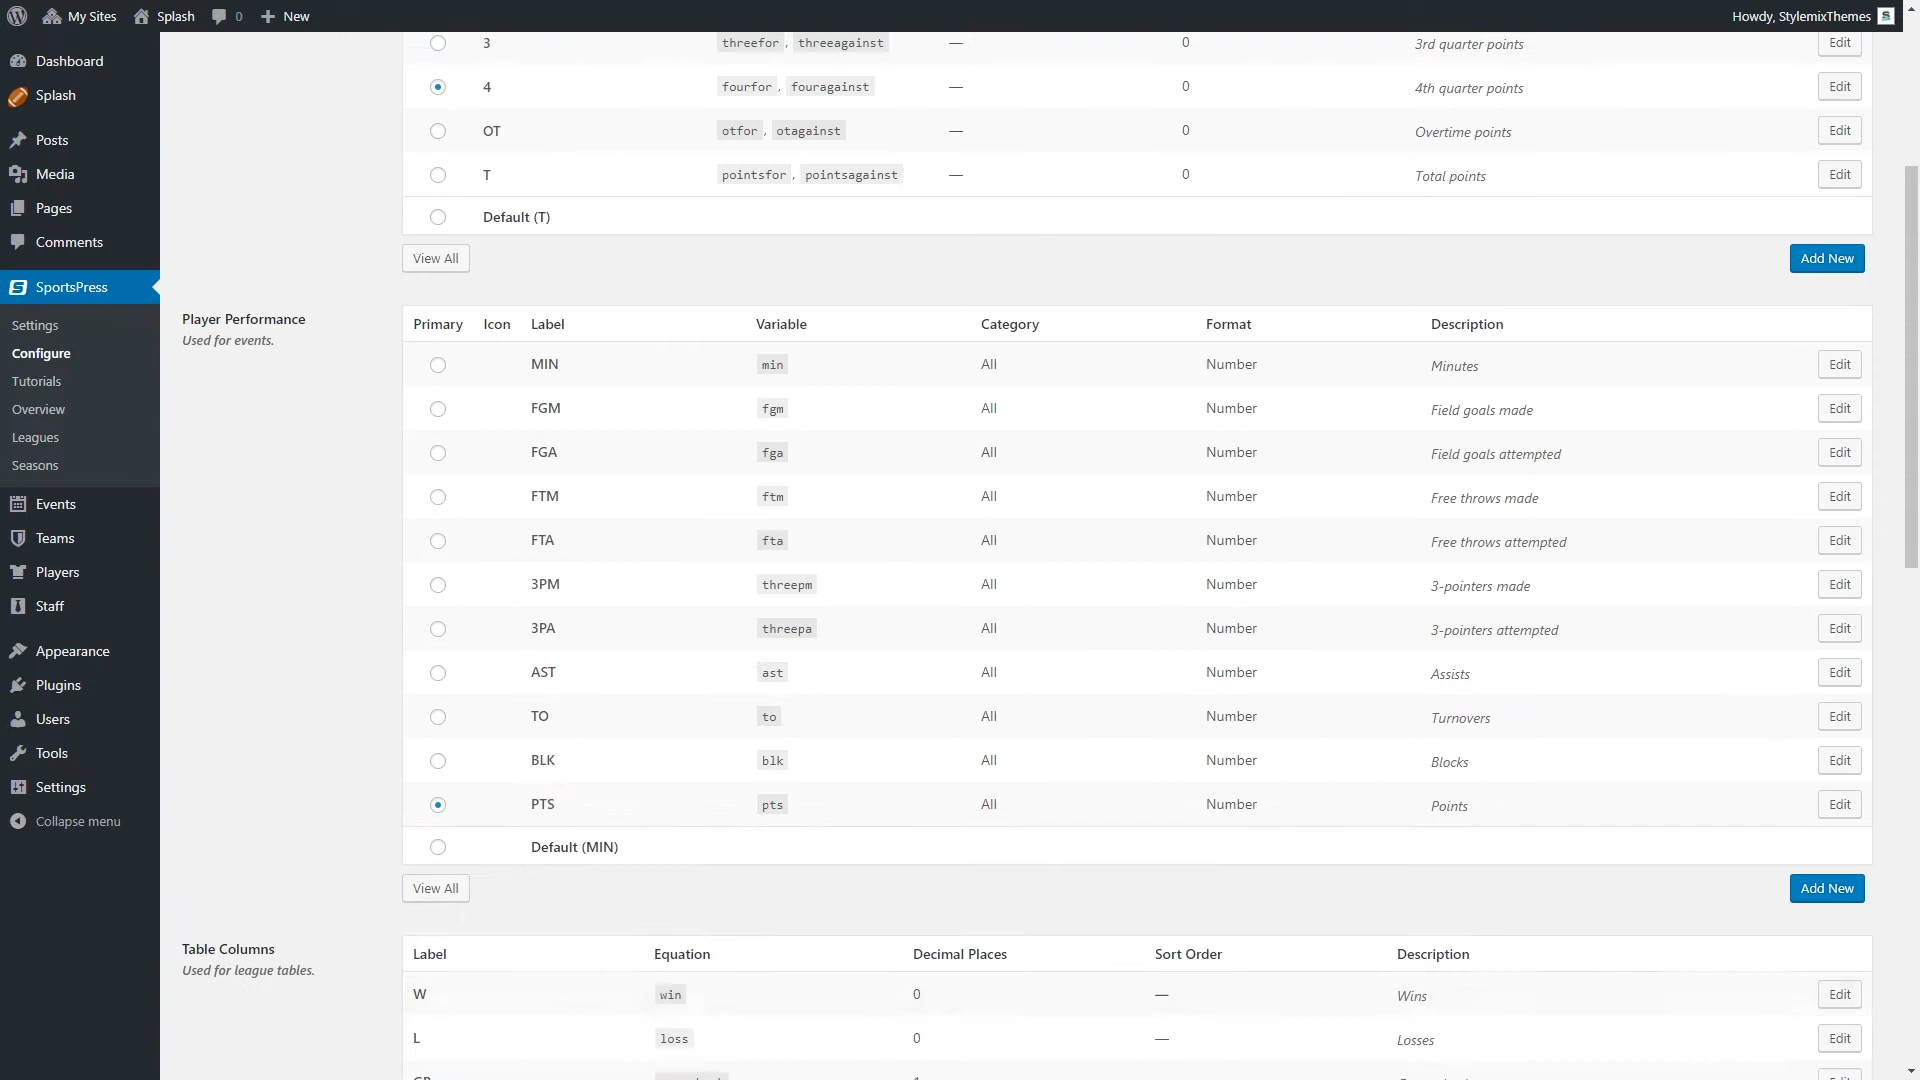 My Sites Splash 0 New Howdy, StylemixThemes
Dashboard
Splash
Posts
Media
Pages
Comments
SportsPress
Settings
Configure
Tutorials
Overview
Leagues
Seasons
Events
Teams
Players
Staff
Appearance
Plugins
Users
Tools
Settings
Collapse menu
3 threefor , threeagainst — 0 3rd quarter points Edit
4 fourfor , fouragainst — 0 4th quarter points Edit
OT otfor , otagainst — 0 Overtime points Edit
T pointsfor , pointsagainst — 0 Total points Edit
Default (T)
View All Add New
Player Performance
Used for events.
Primary Icon Label Variable Category Format Description
MIN min All Number Minutes Edit
FGM fgm All Number Field goals made Edit
FGA fga All Number Field goals attempted Edit
FTM ftm All Number Free throws made Edit
FTA fta All Number Free throws attempted Edit
3PM threepm All Number 3-pointers made Edit
3PA threepa All Number 3-pointers attempted Edit
AST ast All Number Assists Edit
TO to All Number Turnovers Edit
BLK blk All Number Blocks Edit
PTS pts All Number Points Edit
Default (MIN)
View All Add New
Table Columns
Used for league tables.
Label Equation Decimal Places Sort Order Description
W win 0 — Wins Edit
L loss 0 — Losses Edit